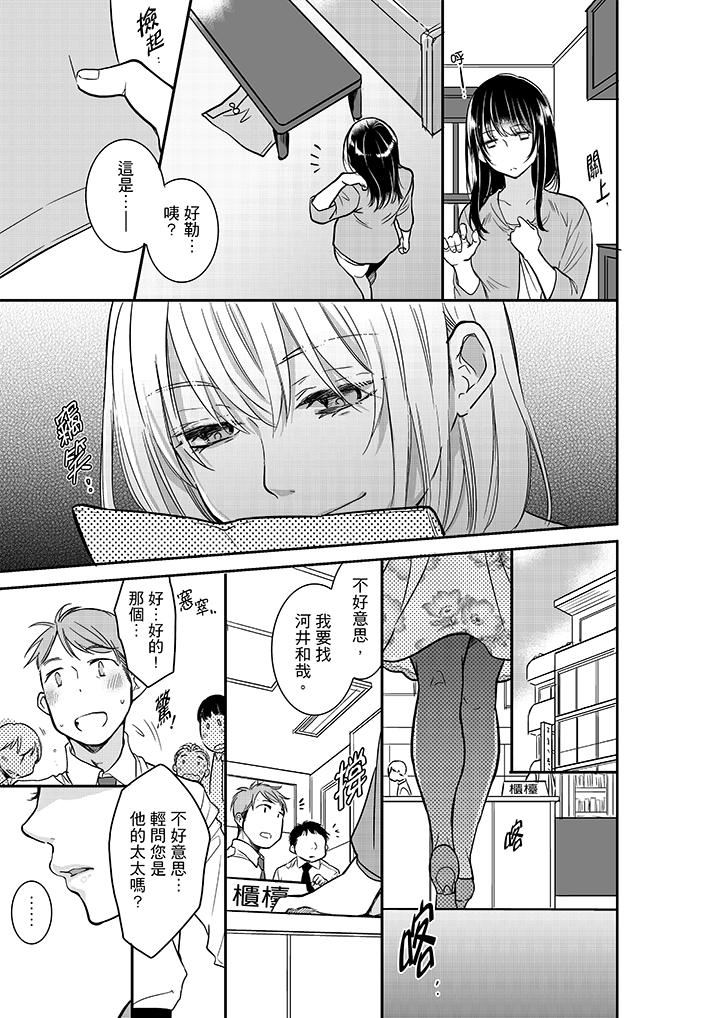 呼…
關上
好勒…
咦？
這是…—
撿起…
竊笑…
櫃檯
喀
喀
不好意思，
我要找
河井和哉。
擋
櫃檯
好…好的！
那個…
窸窣…
驚！
不好意思…
輕問您是
他的太太嗎？
……